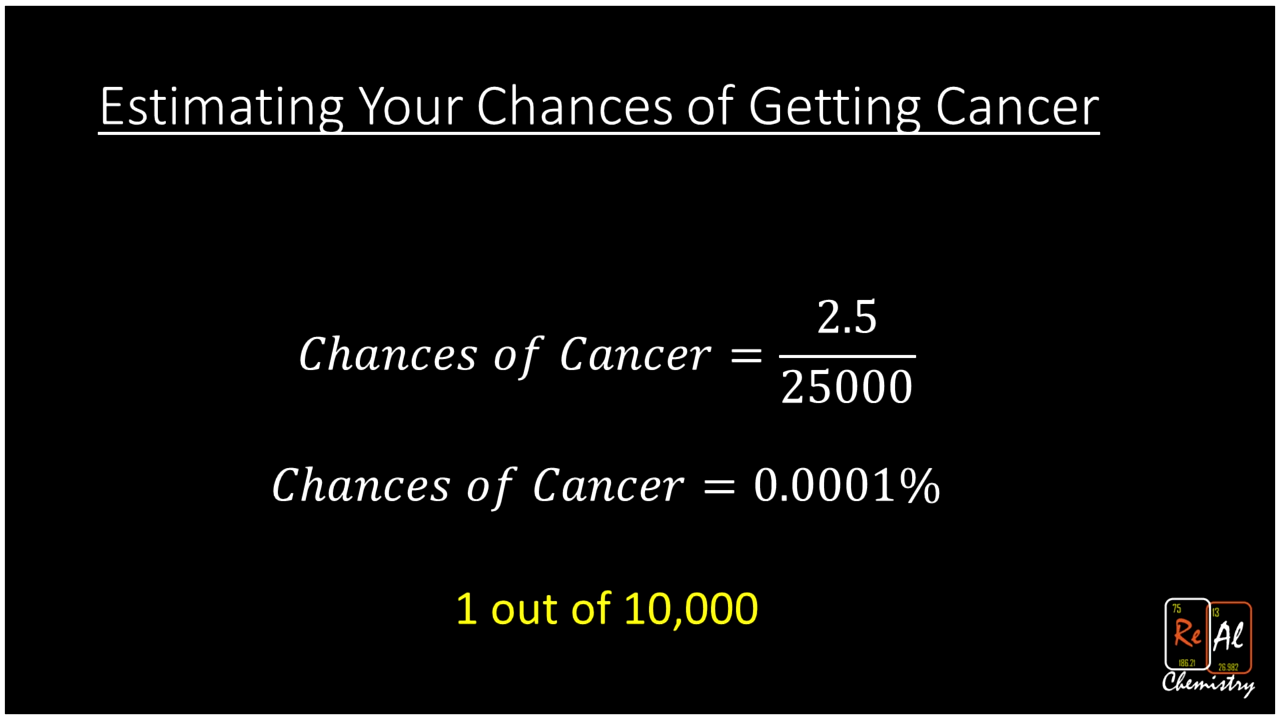 Estimating Your Chances of Getting Cancer
Chances of Cancer = 2.5/25000
Chances of Cancer = 0.0001%
1 out of 10,000
75 13
Re Al
186.21 26.982
Chemistry